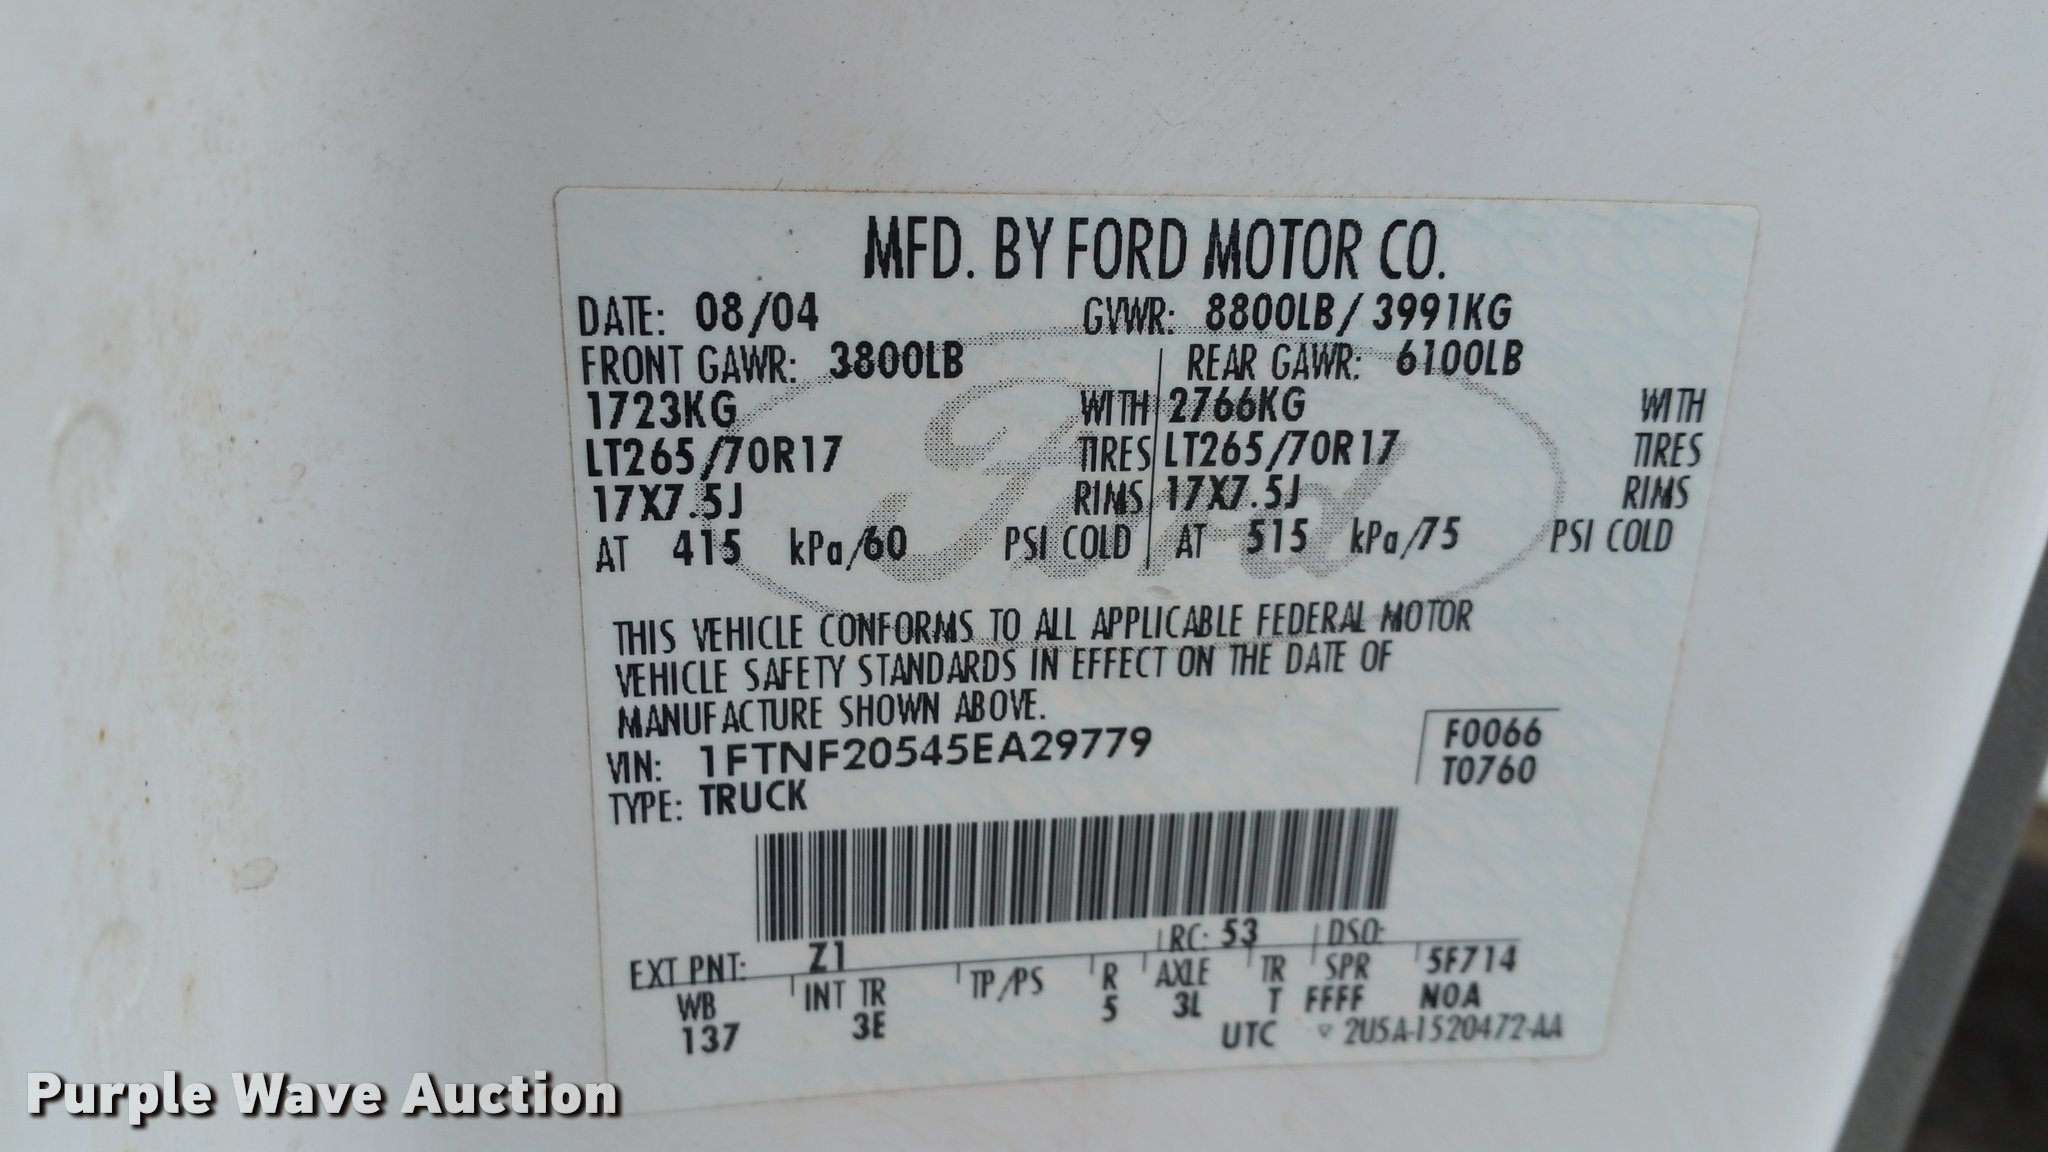 MFD. BY FORD MOTOR CO.
DATE: 08/04 GVWR: 8800LB/ 3991KG
FRONT GAWR: 3800LB REAR GAWR: 6100LB
1723KG WITH 2766KG WITH
LT265/70R17 TIRES LT265/70R17 TIRES
17X7.5J RIMS 17X7.5J RIMS
AT 415 kPa/60 PSI COLD AT 515 kPa/75 PSI COLD
Ford
THIS VEHICLE CONFORMS TO ALL APPLICABLE FEDERAL MOTOR
VEHICLE SAFETY STANDARDS IN EFFECT ON THE DATE OF
MANUFACTURE SHOWN ABOVE.
VIN: 1FTNF20545EA29779 F0066
TYPE: TRUCK T0760
EXT PNT: Z1 RC: 53 DSO:
WB INT TR TP/PS R AXLE TR SPR 5F714
137 3E 5 3L T FFFF N0A
UTC ▽ 2U5A-1520472-AA
Purple Wave Auction